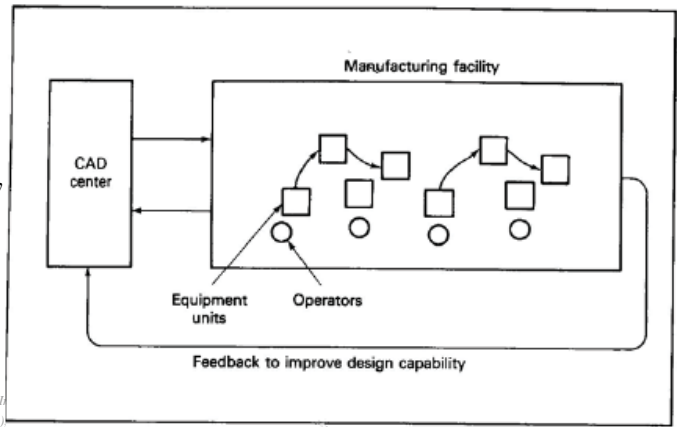 Manufacturing facility
CAD
center
Equipment
units
Operators
Feedback to improve design capability